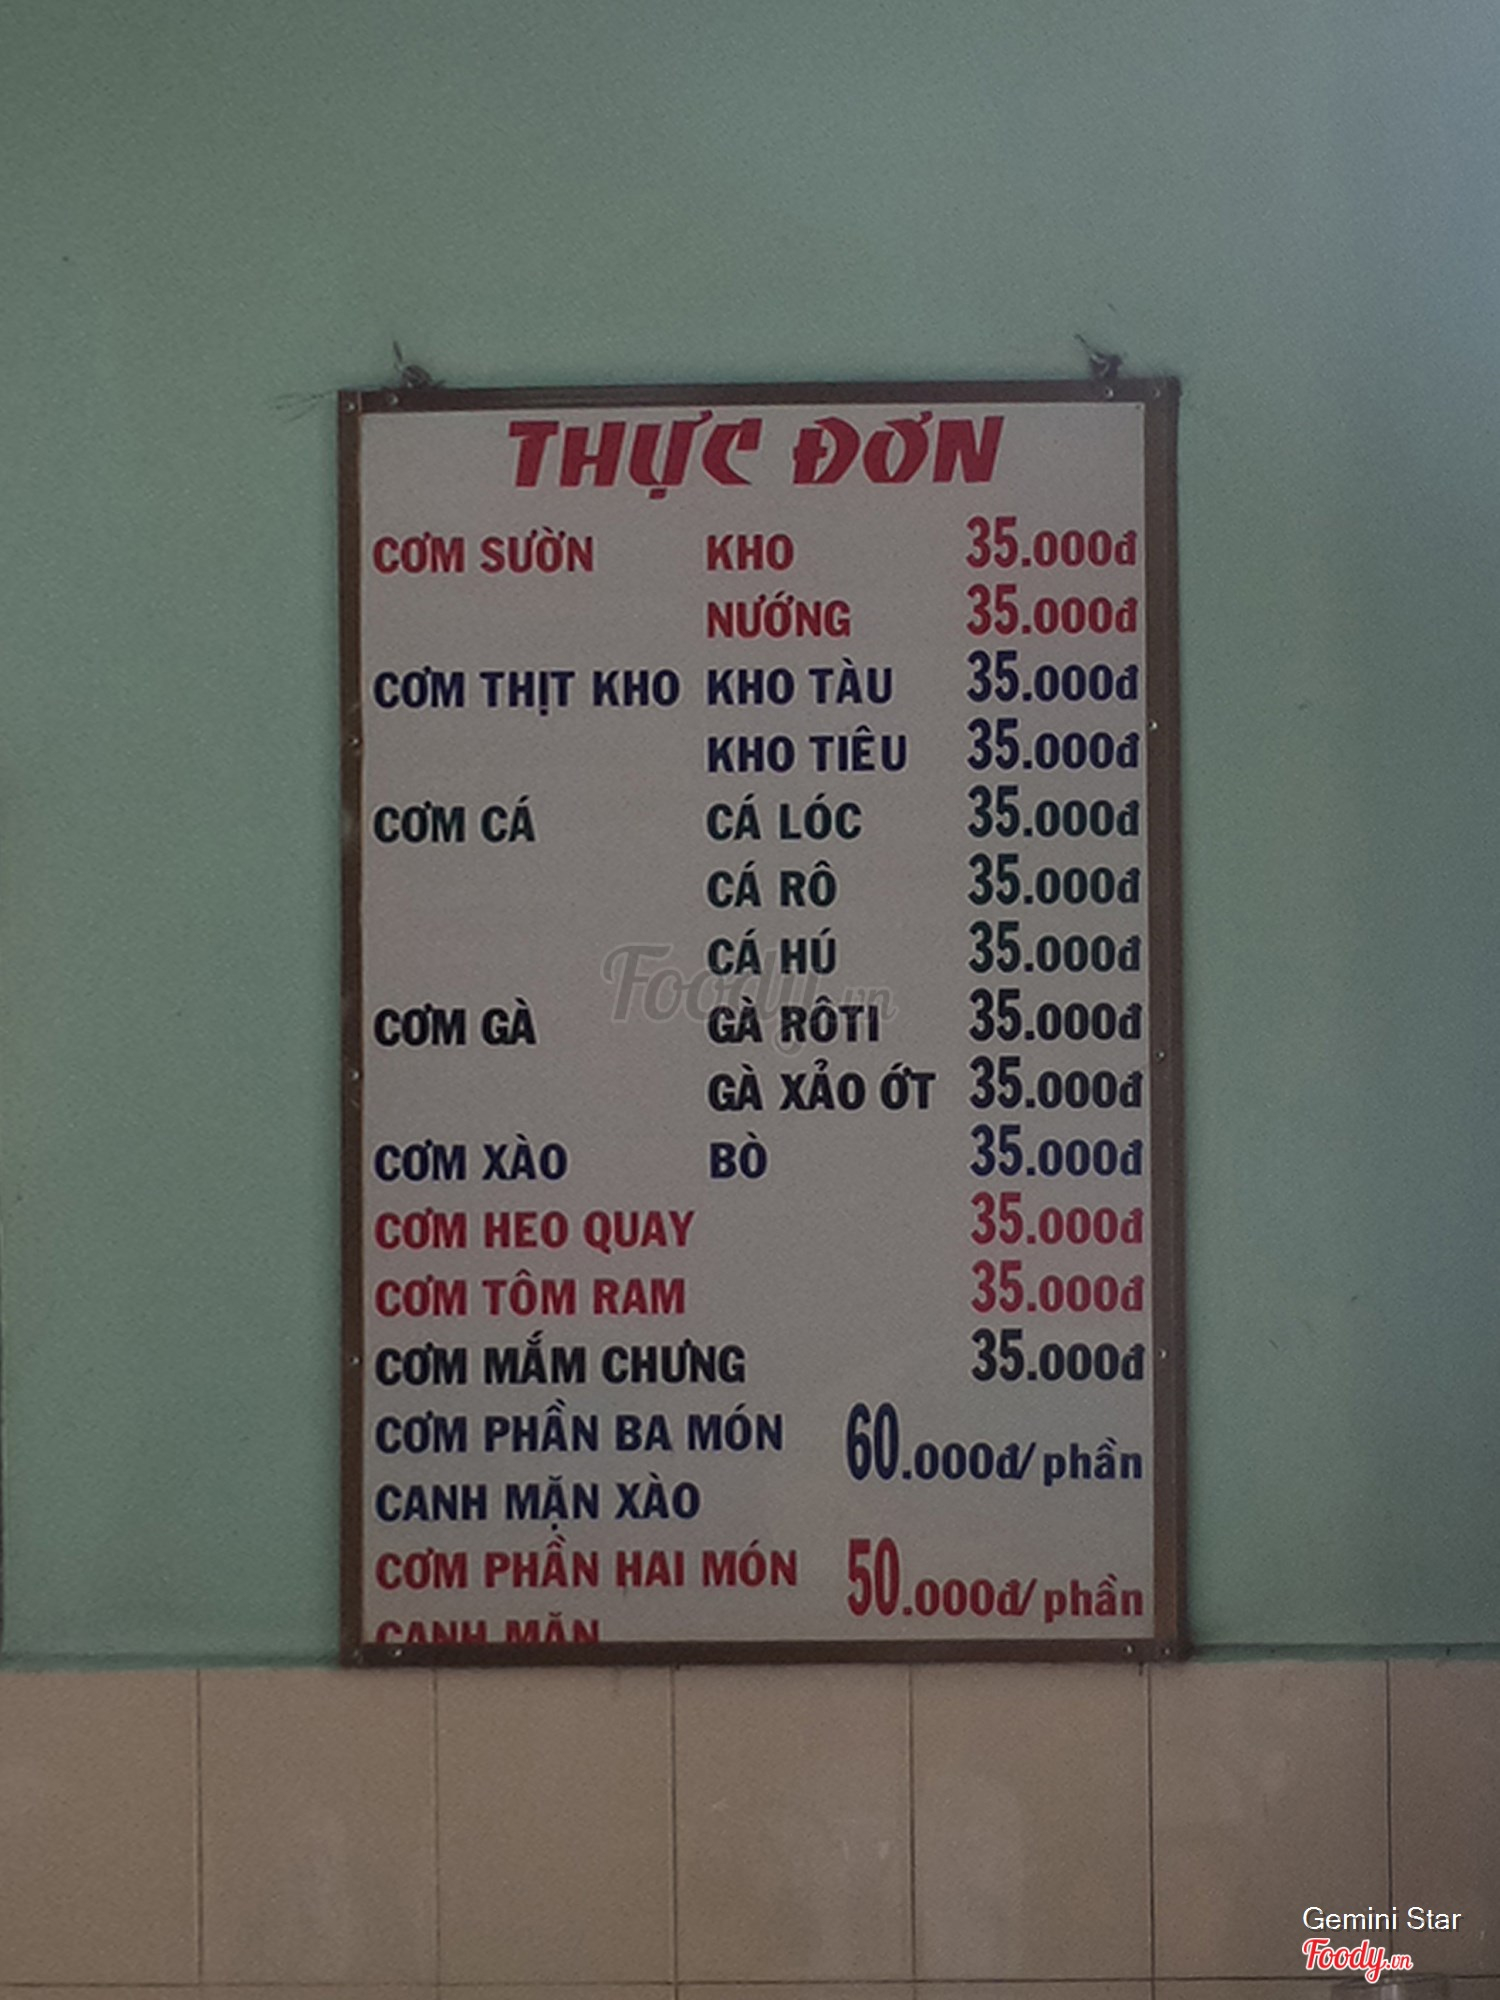 THỰC ĐƠN
CƠM SƯỜN KHO 35.000đ
NƯỚNG 35.000đ
CƠM THỊT KHO KHO TÀU 35.000đ
KHO TIÊU 35.000đ
CƠM CÁ CÁ LÓC 35.000đ
CÁ RÔ 35.000đ
CÁ HÚ 35.000đ
Foody.vn
CƠM GÀ GÀ RÔTI 35.000đ
GÀ XẢO ỚT 35.000đ
CƠM XÀO BÒ 35.000đ
CƠM HEO QUAY 35.000đ
CƠM TÔM RAM 35.000đ
CƠM MẮM CHƯNG 35.000đ
CƠM PHẦN BA MÓN 60.000đ/phần
CANH MẶN XÀO
CƠM PHẦN HAI MÓN 50.000đ/phần
CANH MẶN
Gemini Star
Foody.vn